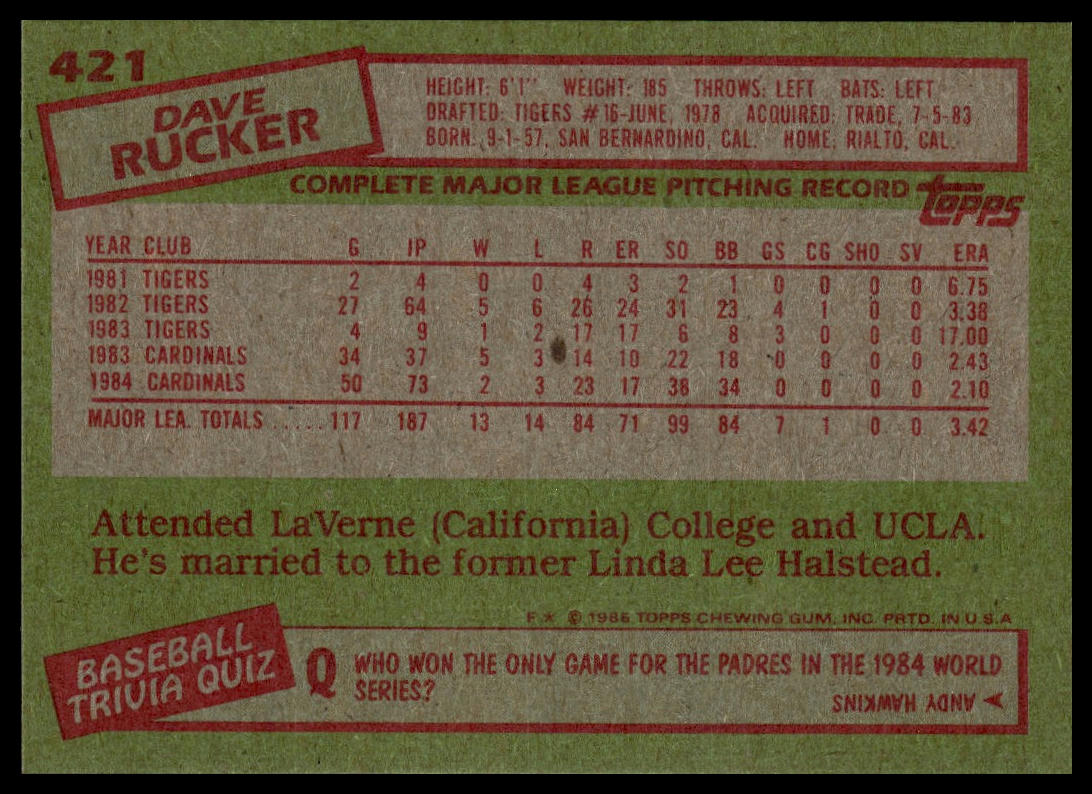 421
DAVE
RUCKER
HEIGHT: 6'1" WEIGHT: 185 THROWS: LEFT BATS: LEFT
DRAFTED: TIGERS #16-JUNE, 1978 ACQUIRED: TRADE, 7-5-83
BORN: 9-1-57, SAN BERNARDINO, CAL. HOME: RIALTO, CAL.
COMPLETE MAJOR LEAGUE PITCHING RECORD
topps
YEAR CLUB G IP W L R ER SO BB GS CG SHO SV ERA
1981 TIGERS 2 4 0 0 4 3 2 1 0 0 0 0 6.75
1982 TIGERS 27 64 5 6 26 24 31 23 4 1 0 0 3.38
1983 TIGERS 4 9 1 2 17 17 6 8 3 0 0 0 17.00
1983 CARDINALS 34 37 5 3 14 10 22 18 0 0 0 0 2.43
1984 CARDINALS 50 73 2 3 23 17 38 34 0 0 0 0 2.10
MAJOR LEA. TOTALS ..... 117 187 13 14 84 71 99 84 7 1 0 0 3.42
Attended LaVerne (California) College and UCLA.
He's married to the former Linda Lee Halstead.
F* © 1985 TOPPS CHEWING GUM, INC. PRTD. IN U.S.A
BASEBALL
TRIVIA QUIZ
Q WHO WON THE ONLY GAME FOR THE PADRES IN THE 1984 WORLD
SERIES?
ANDY HAWKINS